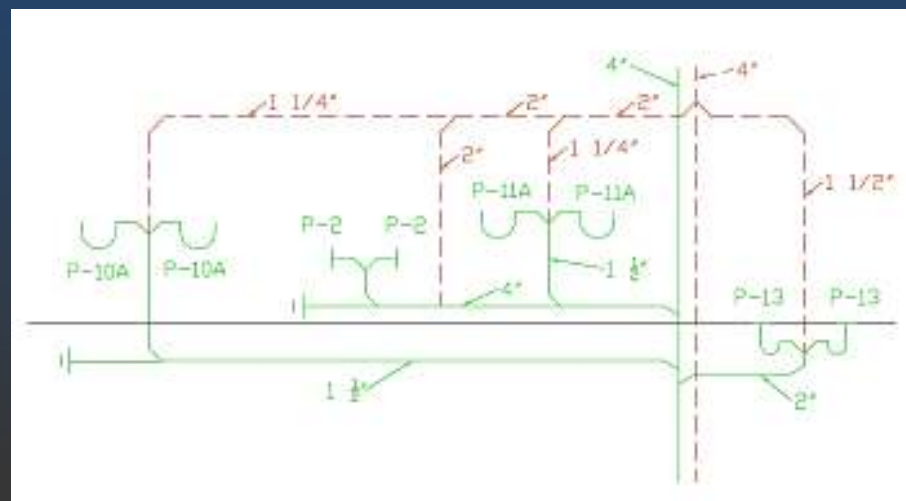 4" 4"
1 1/4" 2" 2"
2" 1 1/4"
1 1/2"
P-11A P-11A
P-2 P-2
P-10A P-10A
1 1/2"
4"
P-13 P-13
1 1/2"
2"